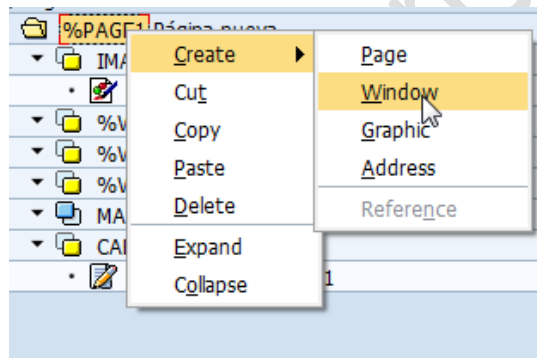 %PAGE1 Página nueva
Create Page
IMA
Cut Window
%V
Copy Graphic
%V
Paste Address
%V
Delete Reference
MA
Expand
CAI
Collapse 1